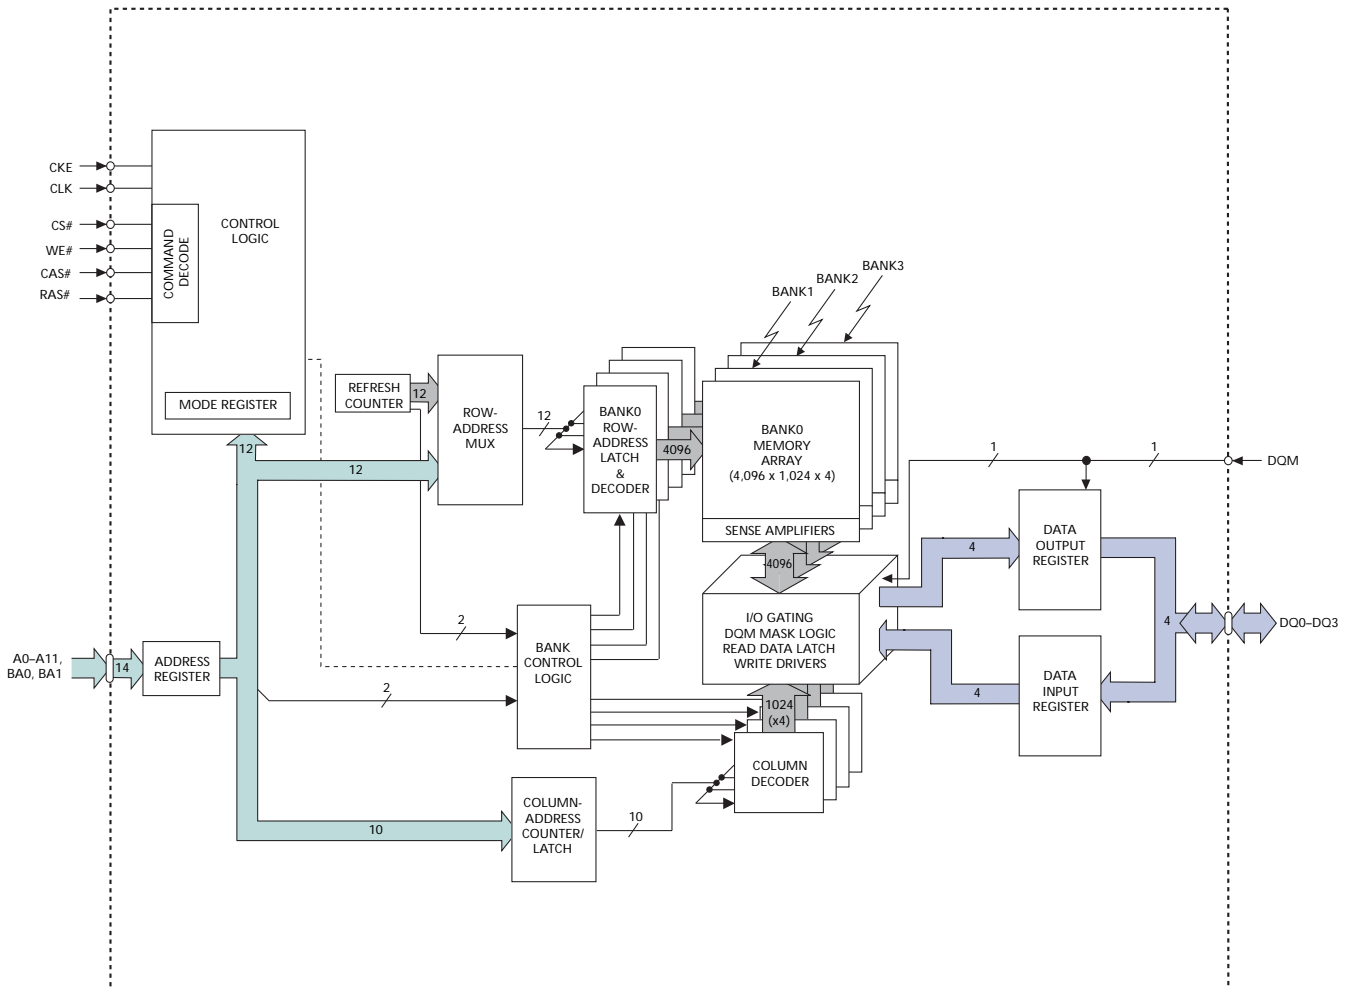 CKE
CLK
CS#
WE#
CAS#
RAS#
COMMAND
DECODE
CONTROL
LOGIC
MODE REGISTER
12
REFRESH
COUNTER
12
12
ROW-
ADDRESS
MUX
12
BANK0
ROW-
ADDRESS
LATCH
&
DECODER
4096
BANK1
BANK2
BANK3
BANK0
MEMORY
ARRAY
(4,096 x 1,024 x 4)
SENSE AMPLIFIERS
4096
I/O GATING
DQM MASK LOGIC
READ DATA LATCH
WRITE DRIVERS
1
1
DQM
DATA
OUTPUT
REGISTER
4
4
DQ0–DQ3
DATA
INPUT
REGISTER
4
A0–A11,
BA0, BA1
14
ADDRESS
REGISTER
2
2
BANK
CONTROL
LOGIC
1024
(x4)
COLUMN
DECODER
10
COLUMN-
ADDRESS
COUNTER/
LATCH
10